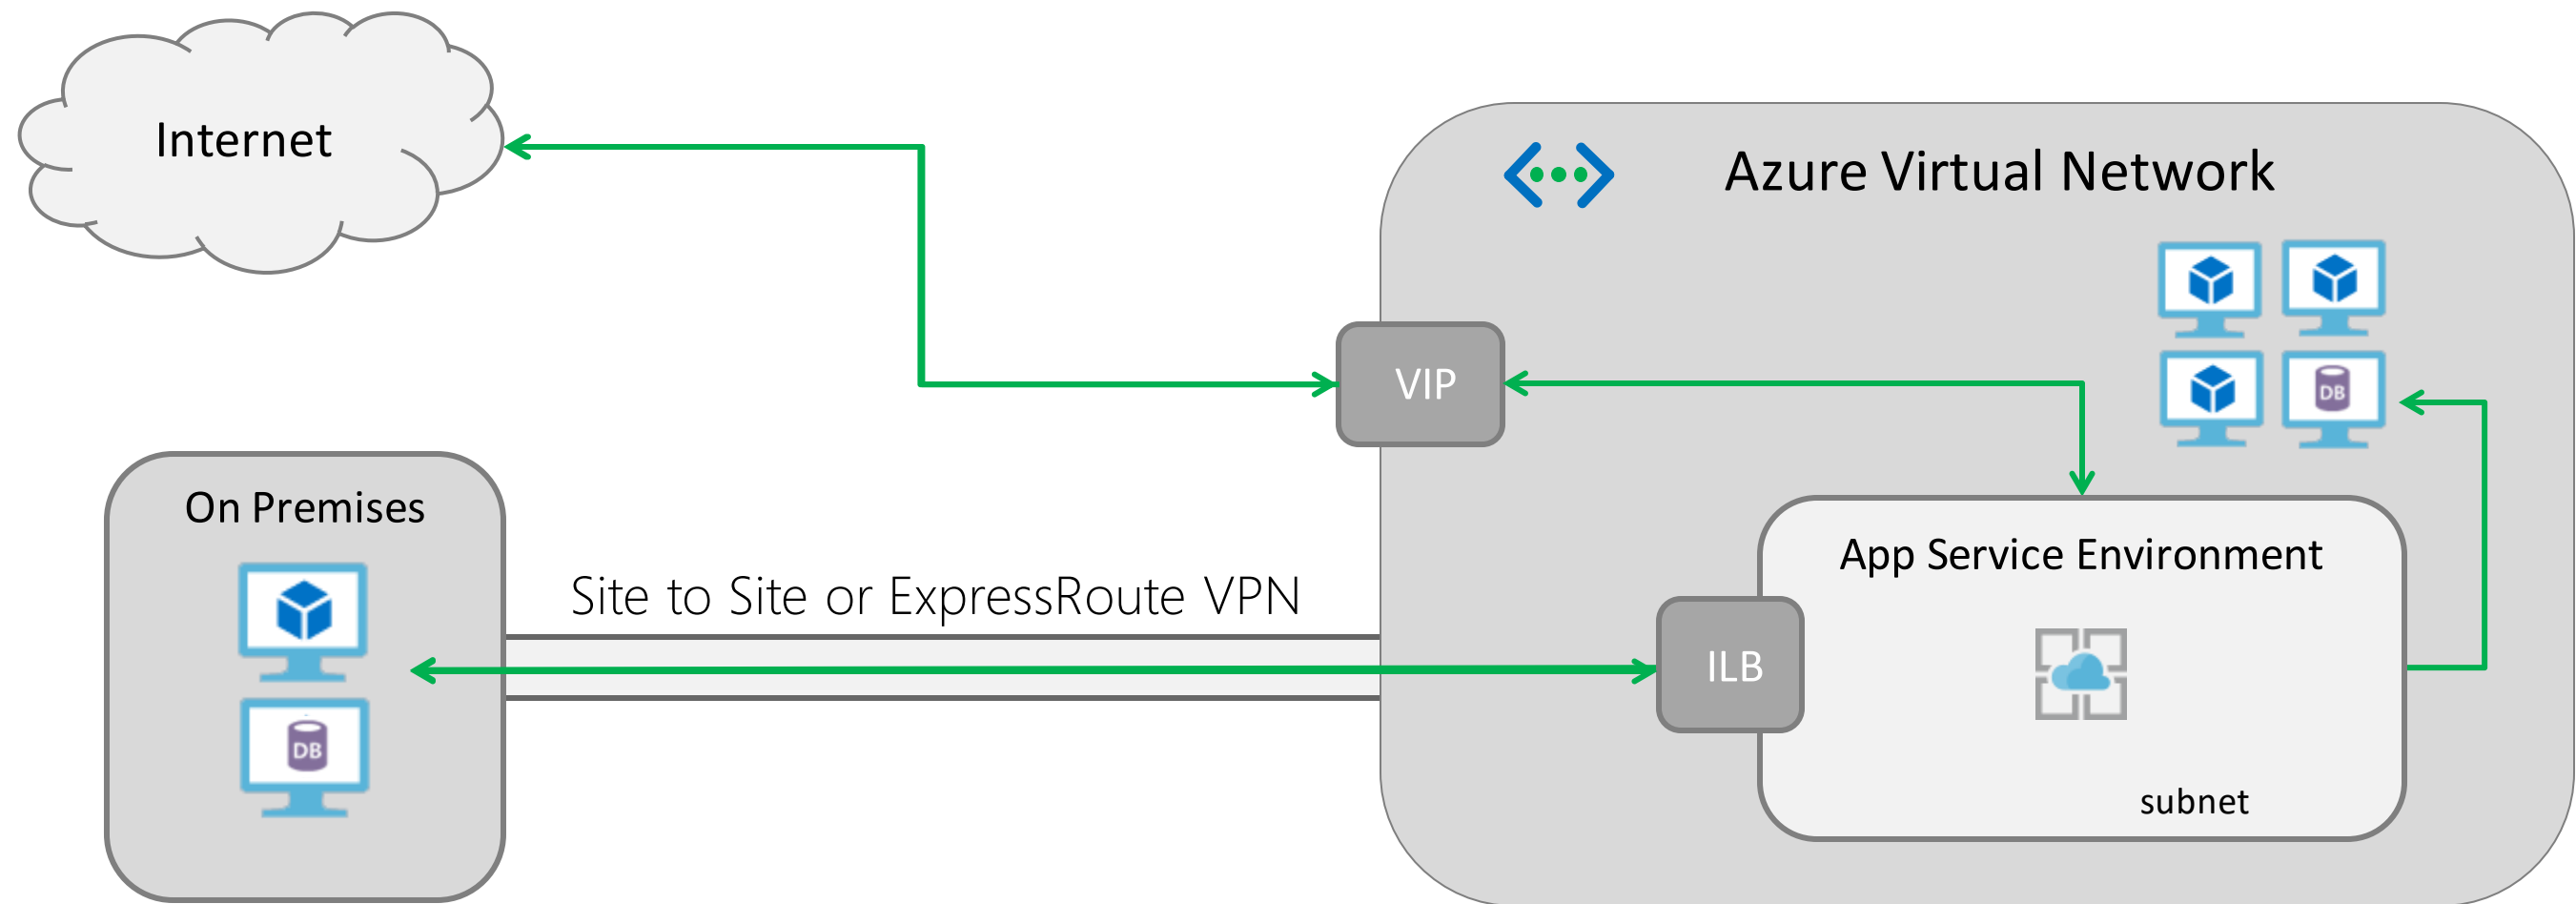 Internet
Azure Virtual Network
VIP
DB
On Premises
Site to Site or ExpressRoute VPN
App Service Environment
ILB
DB
subnet